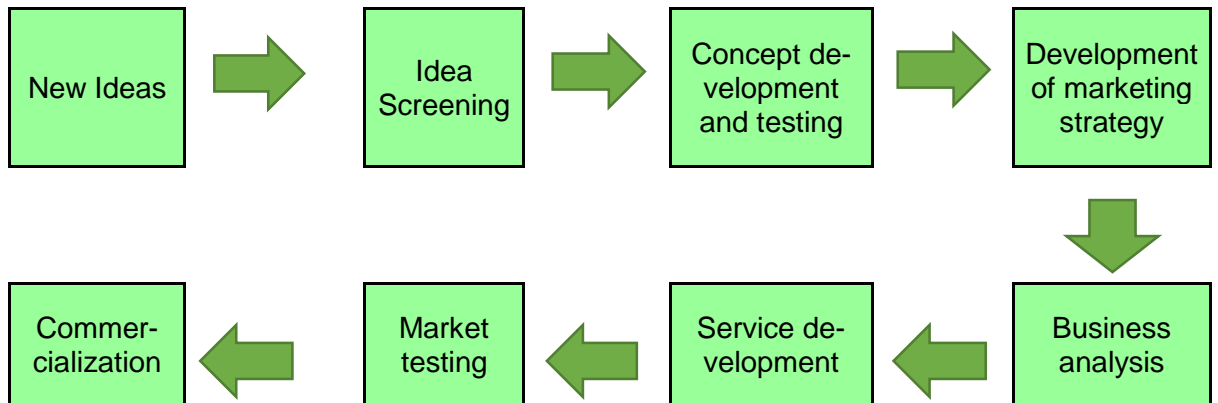 New Ideas
Idea
Screening
Concept de-
velopment
and testing
Development
of marketing
strategy
Commer-
cialization
Market
testing
Service de-
velopment
Business
analysis